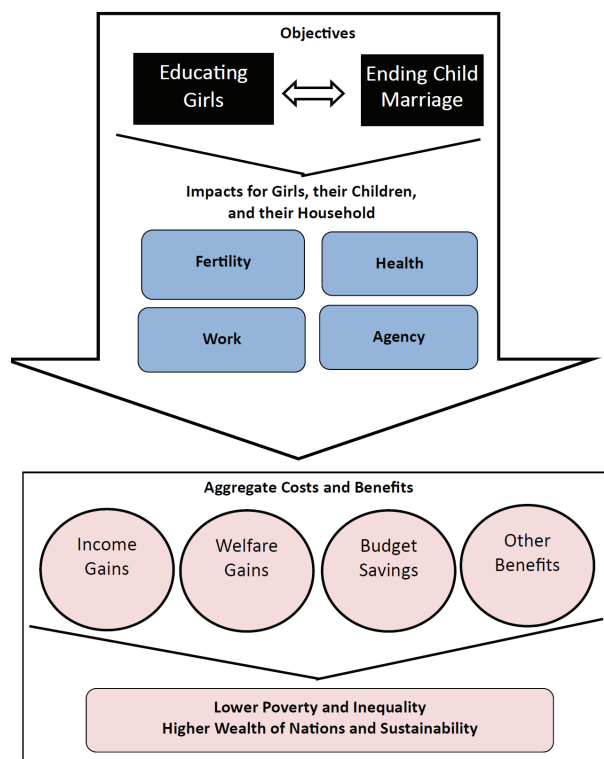 Objectives
Educating
Girls
Ending Child
Marriage
Impacts for Girls, their Children,
and their Household
Fertility
Health
Work
Agency
Aggregate Costs and Benefits
Income
Gains
Welfare
Gains
Budget
Savings
Other
Benefits
Lower Poverty and Inequality
Higher Wealth of Nations and Sustainability